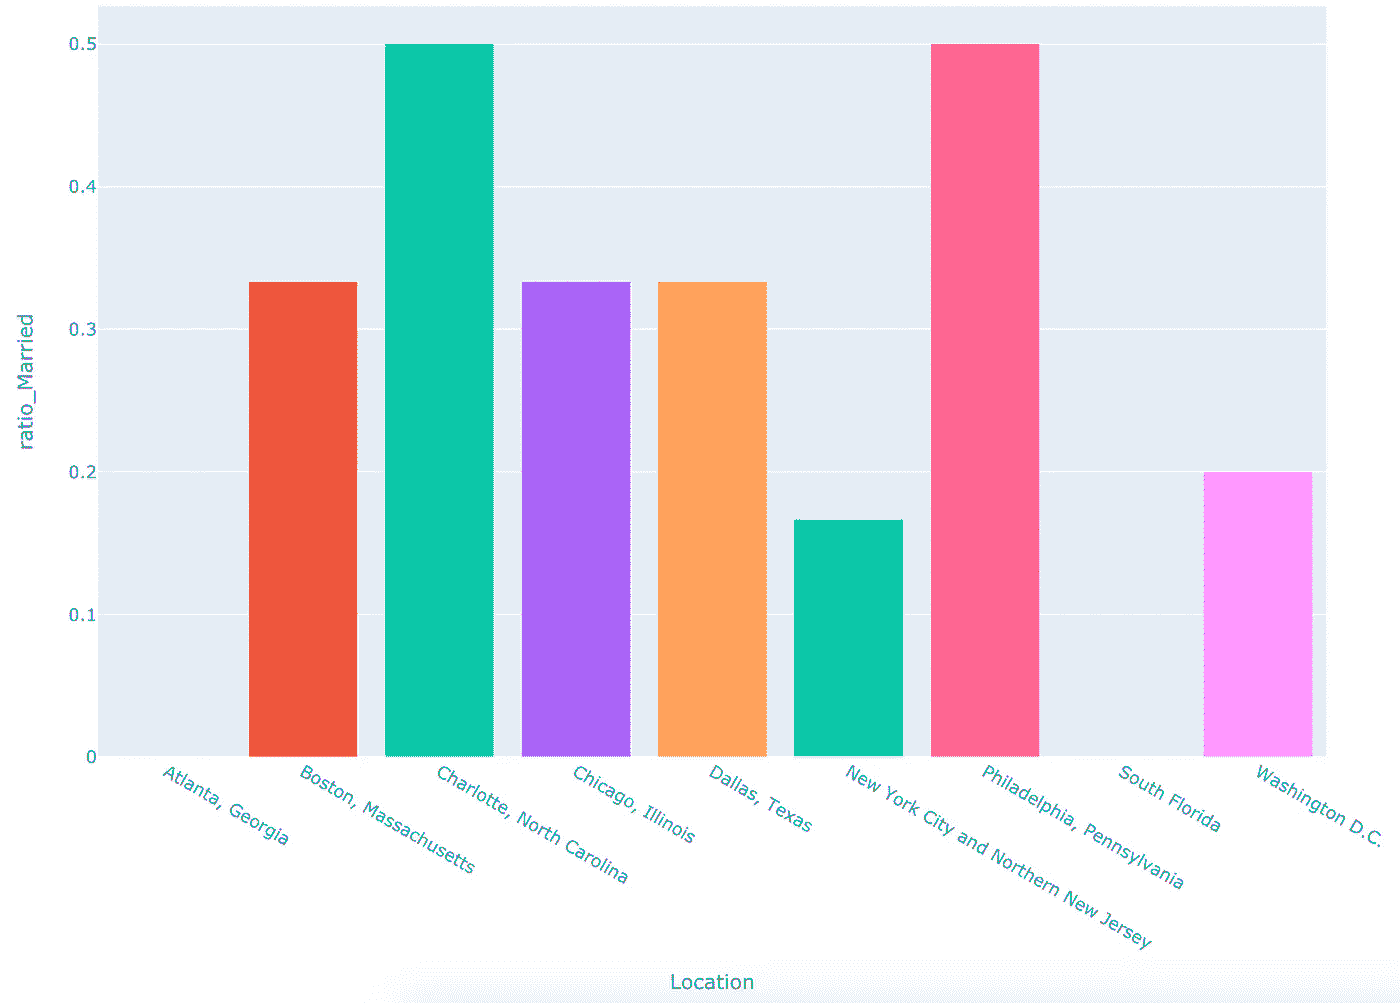 0.5
0.4
0.3
0.2
0.1
0
ratio_Married
Atlanta, Georgia
Boston, Massachusetts
Charlotte, North Carolina
Chicago, Illinois
Dallas, Texas
New York City and Northern New Jersey
Philadelphia, Pennsylvania
South Florida
Washington D.C.
Location